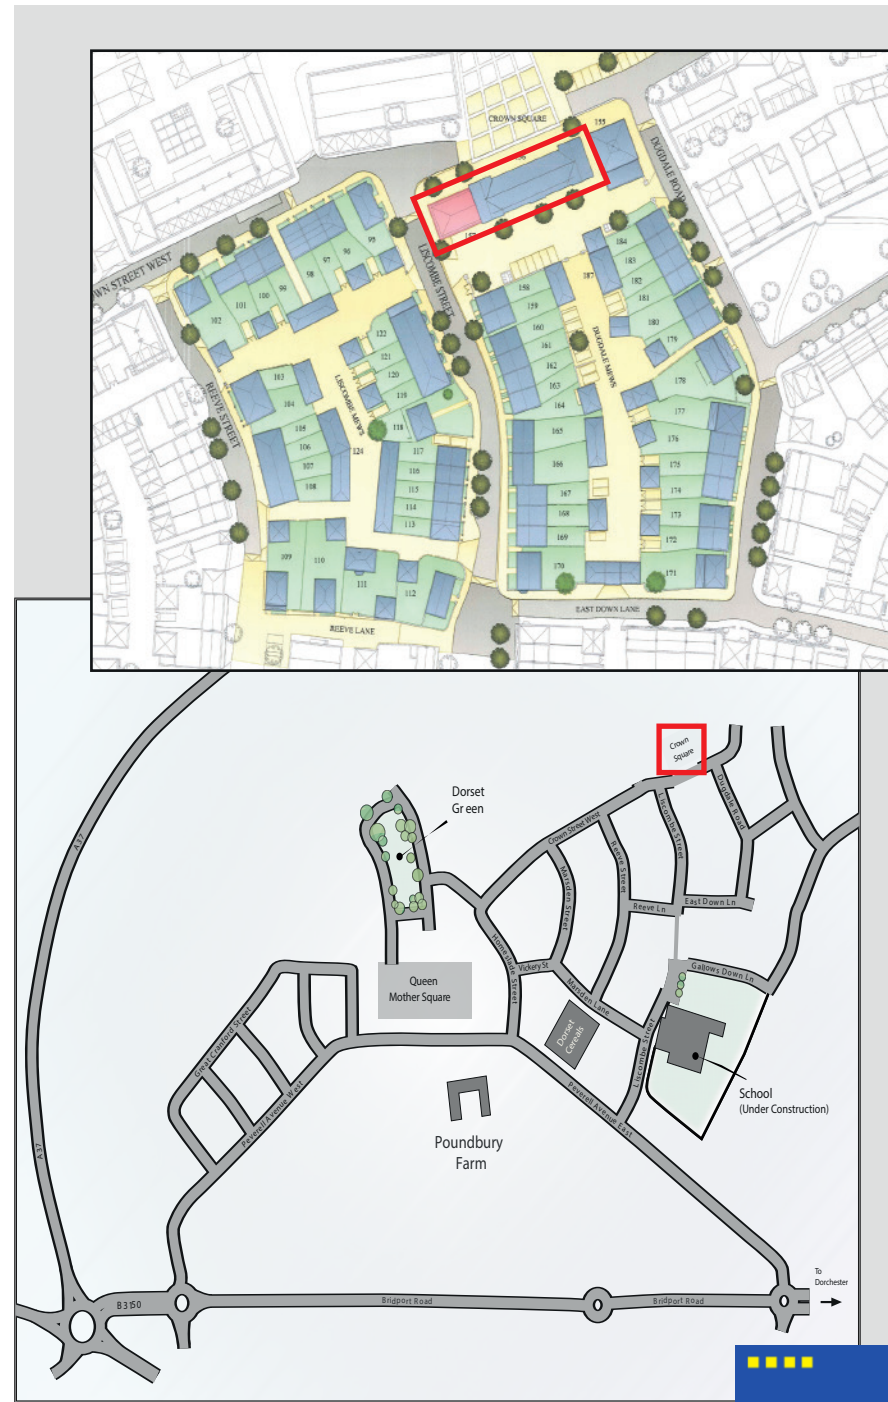 CROWN SQUARE
155
156
157
DUGDALE ROAD
LISCOMBE STREET
WN STREET WEST
95
96
97
98
99
100
101
102
REEVE STREET
LISCOMBE MEWS
122
121
120
119
118
103
104
105
106
107
108
124
117
116
115
114
113
109
110
111
112
REEVE LANE
158
159
160
161
162
163
164
165
166
167
168
169
170
DUGDALE MEWS
187
184
183
182
181
180
179
178
177
176
175
174
173
172
171
EAST DOWN LANE
Crown
Square
Dorset
Green
A37
Crown Street West
Liscombe Street
Dugdale Road
Reeve Street
Marsden Street
Reeve Ln
East Down Ln
Homeslade Street
Vickery St
Marsden Lane
Gallows Down Ln
Queen
Mother Square
Dorset
Cereals
Liscombe Street
Great Cranford Street
Peverell Avenue West
Peverell Avenue East
School
(Under Construction)
Poundbury
Farm
A37
B3150
Bridport Road
Bridport Road
To
Dorchester